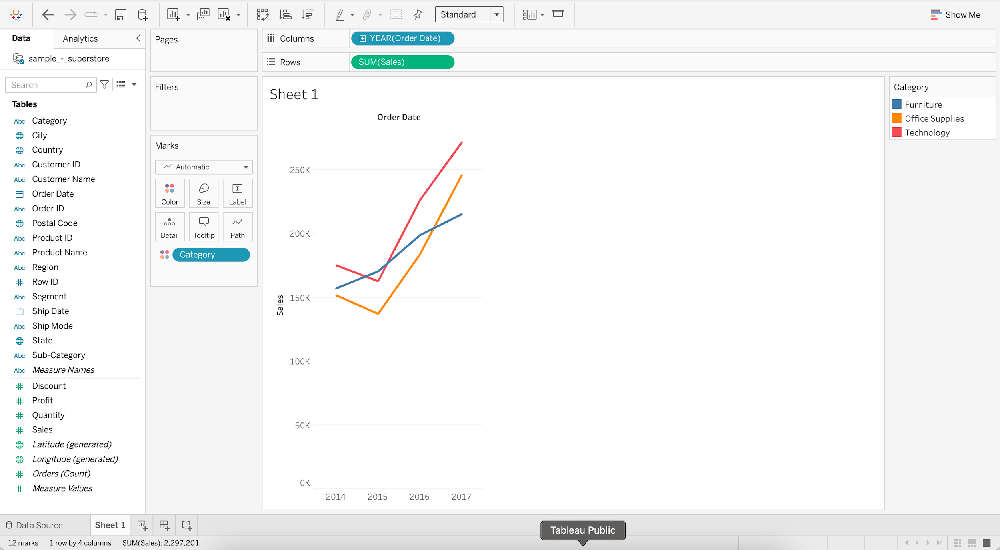 Standard
Show Me
Data
Analytics
sample_-_superstore
Search
Tables
Abc Category
City
Country
Abc Customer ID
Abc Customer Name
Order Date
Abc Order ID
Postal Code
Abc Product ID
Abc Product Name
Abc Region
Row ID
Abc Segment
Ship Date
Abc Ship Mode
State
Abc Sub-Category
Abc Measure Names
Discount
Profit
Quantity
Sales
Latitude (generated)
Longitude (generated)
Orders (Count)
Measure Values
Pages
Filters
Marks
Automatic
Color
Size
Label
Detail
Tooltip
Path
Category
Columns
YEAR(Order Date)
Rows
SUM(Sales)
Sheet 1
Order Date
250K
200K
150K
100K
50K
0K
Sales
2014
2015
2016
2017
Category
Furniture
Office Supplies
Technology
Data Source
Sheet 1
Tableau Public
12 marks
1 row by 4 columns
SUM(Sales): 2,297,201